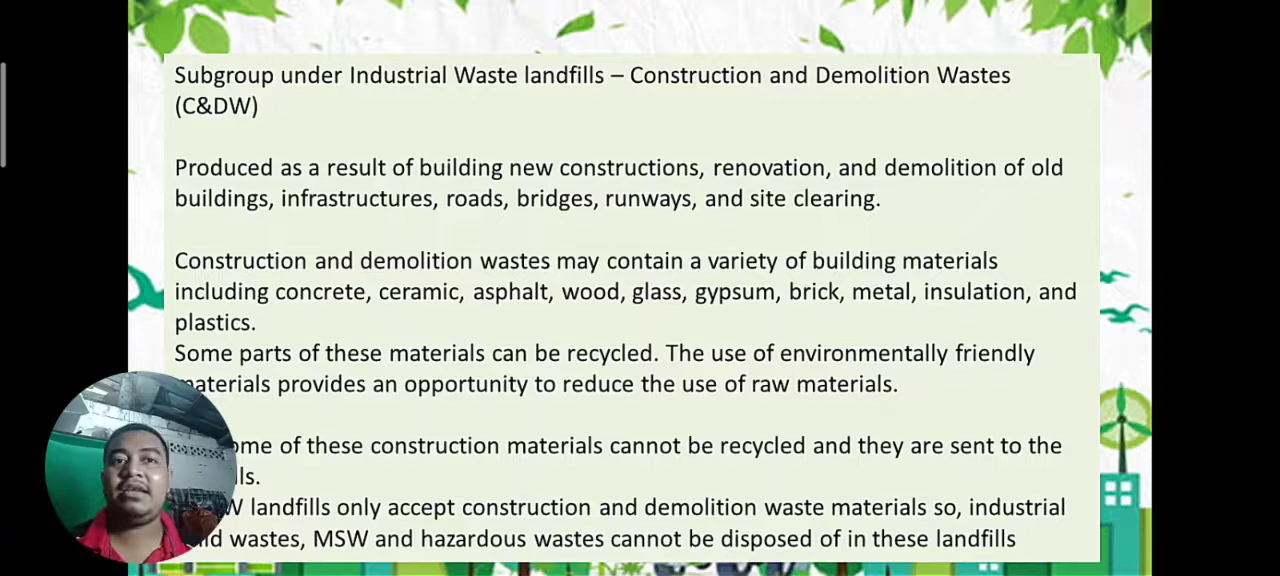 Subgroup under Industrial Waste landfills – Construction and Demolition Wastes
(C&DW)
Produced as a result of building new constructions, renovation, and demolition of old
buildings, infrastructures, roads, bridges, runways, and site clearing.
Construction and demolition wastes may contain a variety of building materials
including concrete, ceramic, asphalt, wood, glass, gypsum, brick, metal, insulation, and
plastics.
Some parts of these materials can be recycled. The use of environmentally friendly
materials provides an opportunity to reduce the use of raw materials.
of these construction materials cannot be recycled and they are sent to the
landfills only accept construction and demolition waste materials so, industrial
wastes, MSW and hazardous wastes cannot be disposed of in these landfills